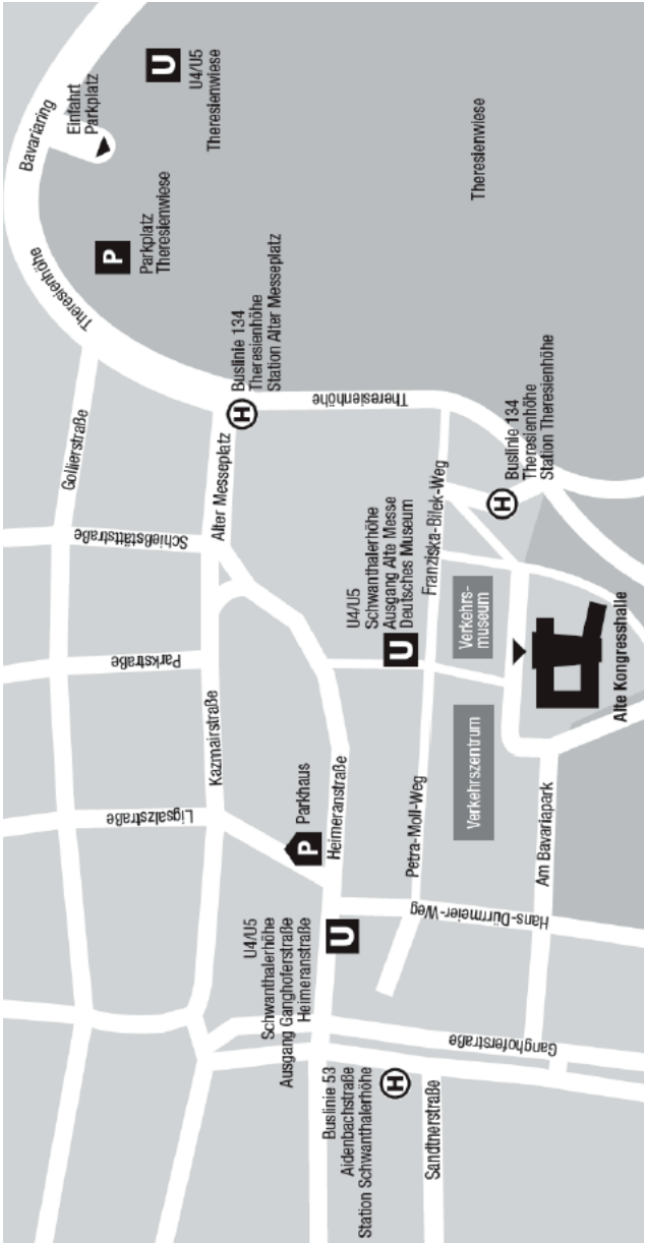 Bavariaring
Einfahrt
Parkplatz
U
U4/U5
Theresienwiese
P
Parkplatz
Theresienwiese
Theresienwiese
Theresienhöhe
Gollierstraße
H
Buslinie 134
Theresienhöhe
Station Alter Messeplatz
Theresienhöhe
Alter Messeplatz
Schießstättstraße
Parkstraße
Kazmairstraße
Ligsalzstraße
P
Parkhaus
Heimeranstraße
U4/U5
Schwanthalerhöhe
Ausgang Alte Messe
Deutsches Museum
U
Franziska-Bilek-Weg
H
Buslinie 134
Theresienhöhe
Station Theresienhöhe
Verkehrs-
museum
Verkehrszentrum
Alte Kongresshalle
Petra-Moll-Weg
Am Bavariapark
Hans-Dürrmeier-Weg
U4/U5
Schwanthalerhöhe
Ausgang Ganghoferstraße
Heimeranstraße
U
Ganghoferstraße
Buslinie 53
Aidenbachstraße
Station Schwanthalerhöhe
H
Sandtnerstraße